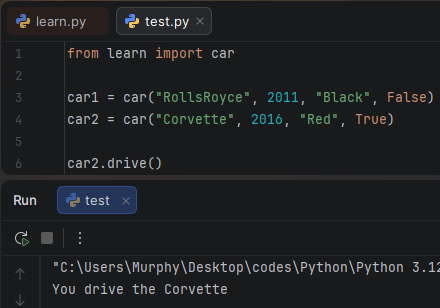 learn.py
test.py
1 from learn import car
2
3 car1 = car("RollsRoyce", 2011, "Black", False)
4 car2 = car("Corvette", 2016, "Red", True)
5
6 car2.drive()
Run test
"C:\Users\Murphy\Desktop\codes\Python\Python 3.12
You drive the Corvette